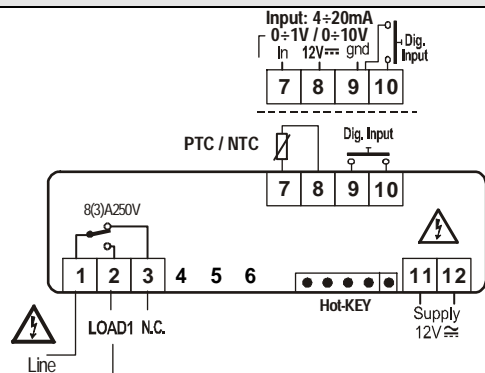 Input: 4÷20mA
0÷1V / 0÷10V
In 12V⎓ gnd
Dig.
Input
7 8 9 10
PTC / NTC
Dig. Input
7 8 9 10
8(3)A250V
1 2 3 4 5 6
11 12
Hot-KEY
LOAD1 N.C.
Supply
12V≂
Line